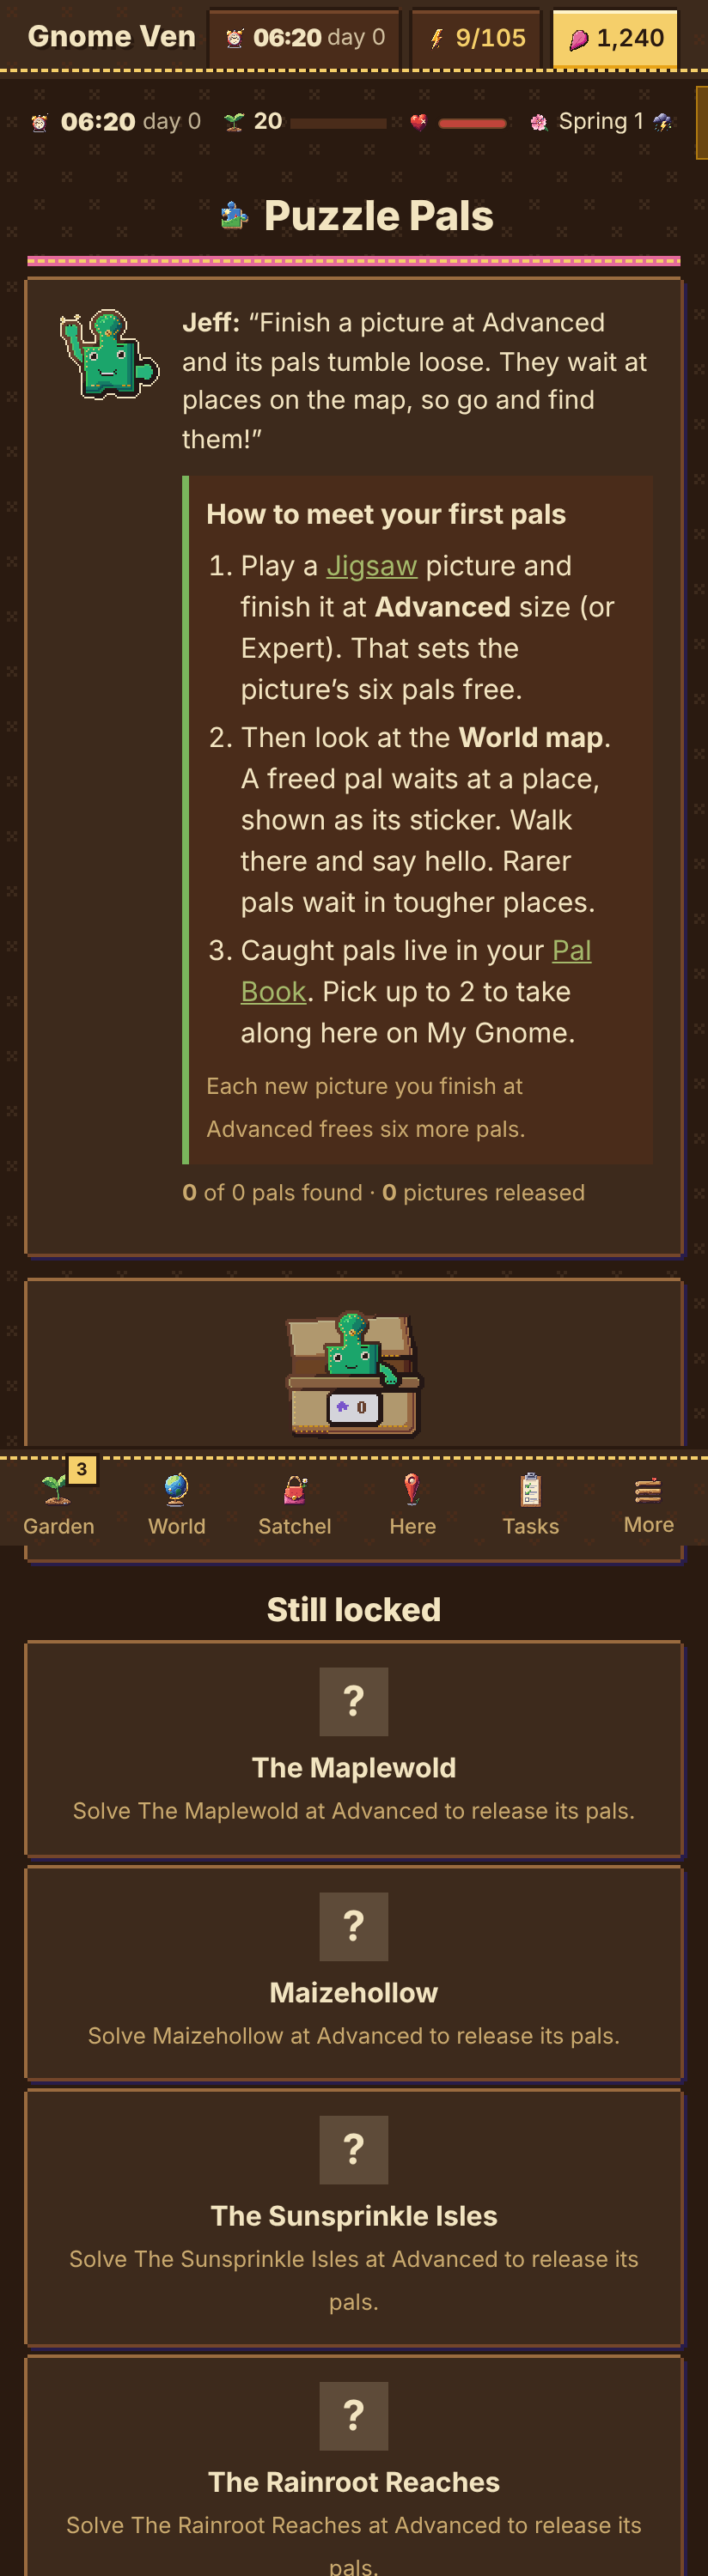 Gnome Ven
06:20 day 0
9/105
1,240
06:20 day 0
20
Spring 1
Puzzle Pals
Jeff: “Finish a picture at Advanced
and its pals tumble loose. They wait at
places on the map, so go and find
them!”
How to meet your first pals
1. Play a Jigsaw picture and
finish it at Advanced size (or
Expert). That sets the
picture’s six pals free.
2. Then look at the World map.
A freed pal waits at a place,
shown as its sticker. Walk
there and say hello. Rarer
pals wait in tougher places.
3. Caught pals live in your Pal
Book. Pick up to 2 to take
along here on My Gnome.
Each new picture you finish at
Advanced frees six more pals.
0 of 0 pals found · 0 pictures released
0
3
Garden
World
Satchel
Here
Tasks
More
Still locked
?
The Maplewold
Solve The Maplewold at Advanced to release its pals.
?
Maizehollow
Solve Maizehollow at Advanced to release its pals.
?
The Sunsprinkle Isles
Solve The Sunsprinkle Isles at Advanced to release its
pals.
?
The Rainroot Reaches
Solve The Rainroot Reaches at Advanced to release its
pals.